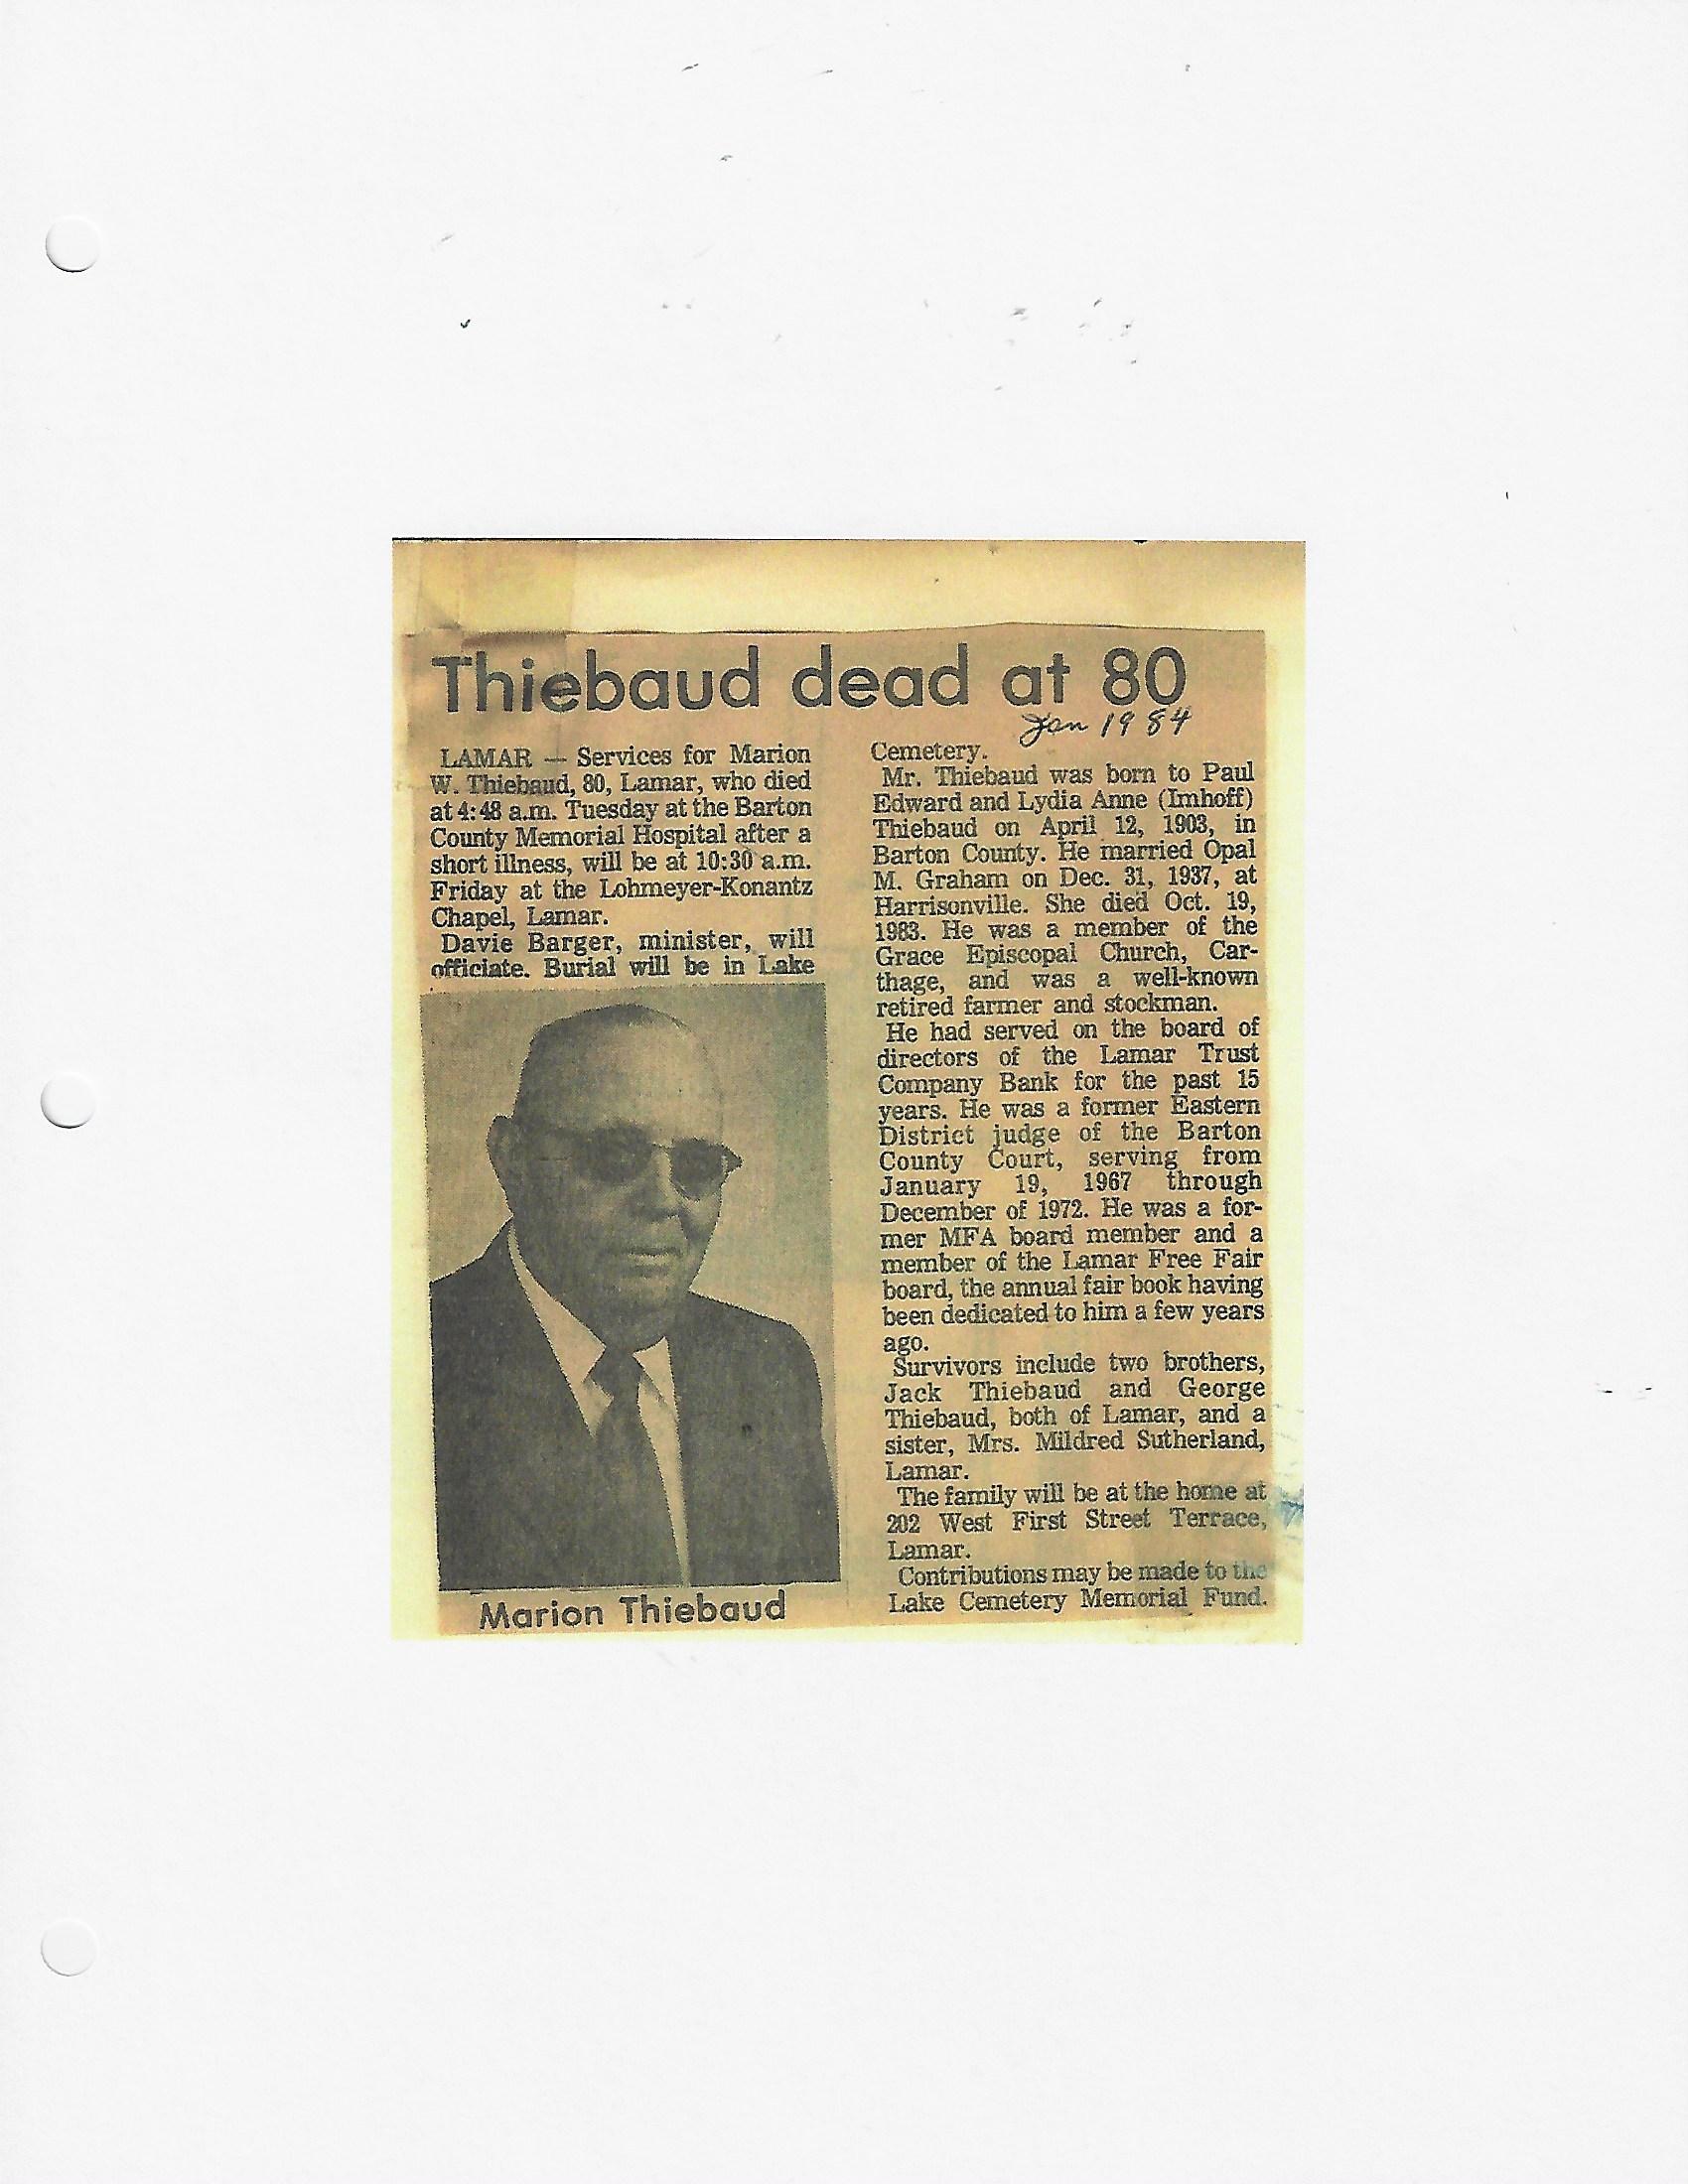 Thiebaud dead at 80
Jan 1984
LAMAR — Services for Marion
W. Thiebaud, 80, Lamar, who died
at 4:48 a.m. Tuesday at the Barton
County Memorial Hospital after a
short illness, will be at 10:30 a.m.
Friday at the Lohmeyer-Konantz
Chapel, Lamar.
Davie Barger, minister, will
officiate. Burial will be in Lake
Marion Thiebaud
Cemetery.
Mr. Thiebaud was born to Paul
Edward and Lydia Anne (Imhoff)
Thiebaud on April 12, 1903, in
Barton County. He married Opal
M. Graham on Dec. 31, 1937, at
Harrisonville. She died Oct. 19,
1983. He was a member of the
Grace Episcopal Church, Car-
thage, and was a well-known
retired farmer and stockman.
He had served on the board of
directors of the Lamar Trust
Company Bank for the past 15
years. He was a former Eastern
District judge of the Barton
County Court, serving from
January 19, 1967 through
December of 1972. He was a for-
mer MFA board member and a
member of the Lamar Free Fair
board, the annual fair book having
been dedicated to him a few years
ago.
Survivors include two brothers,
Jack Thiebaud and George
Thiebaud, both of Lamar, and a
sister, Mrs. Mildred Sutherland,
Lamar.
The family will be at the home at
202 West First Street Terrace,
Lamar.
Contributions may be made to the
Lake Cemetery Memorial Fund.